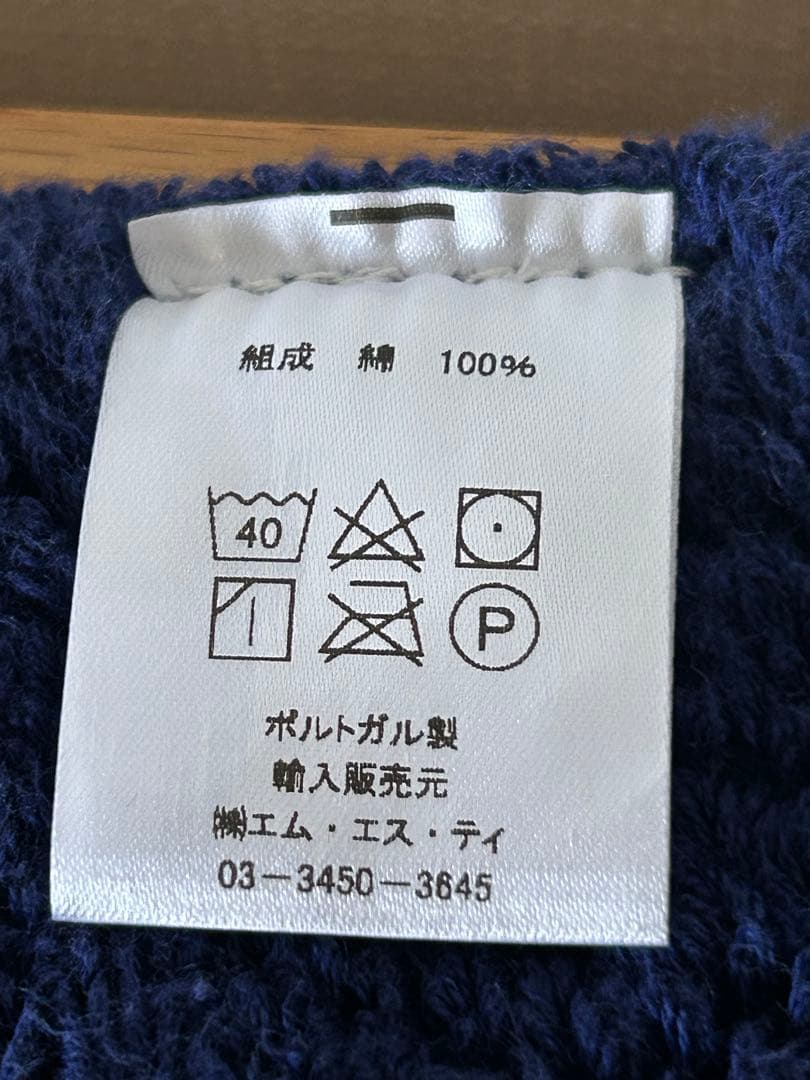 組成 綿 100%
40
P
ポルトガル製
輸入販売元
㈱エム・エス・ティ
03-3450-3645